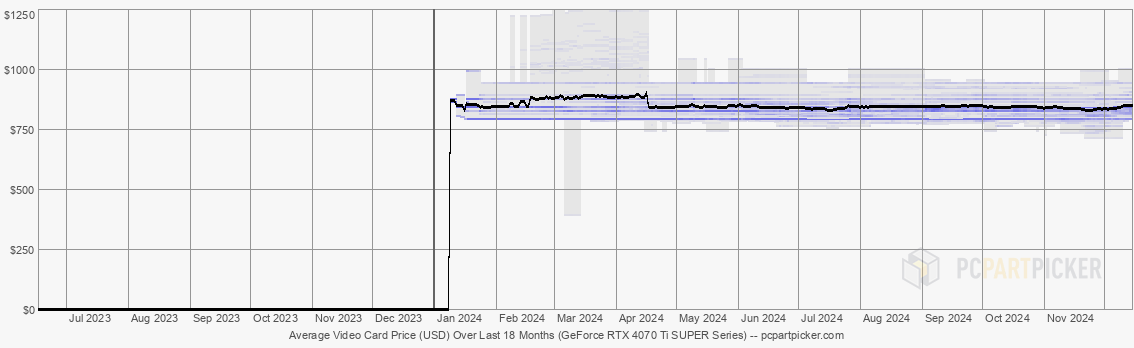 $1250
$1000
$750
$500
$250
$0
Jul 2023 Aug 2023 Sep 2023 Oct 2023 Nov 2023 Dec 2023 Jan 2024 Feb 2024 Mar 2024 Apr 2024 May 2024 Jun 2024 Jul 2024 Aug 2024 Sep 2024 Oct 2024 Nov 2024
PCPARTPICKER
Average Video Card Price (USD) Over Last 18 Months (GeForce RTX 4070 Ti SUPER Series) -- pcpartpicker.com